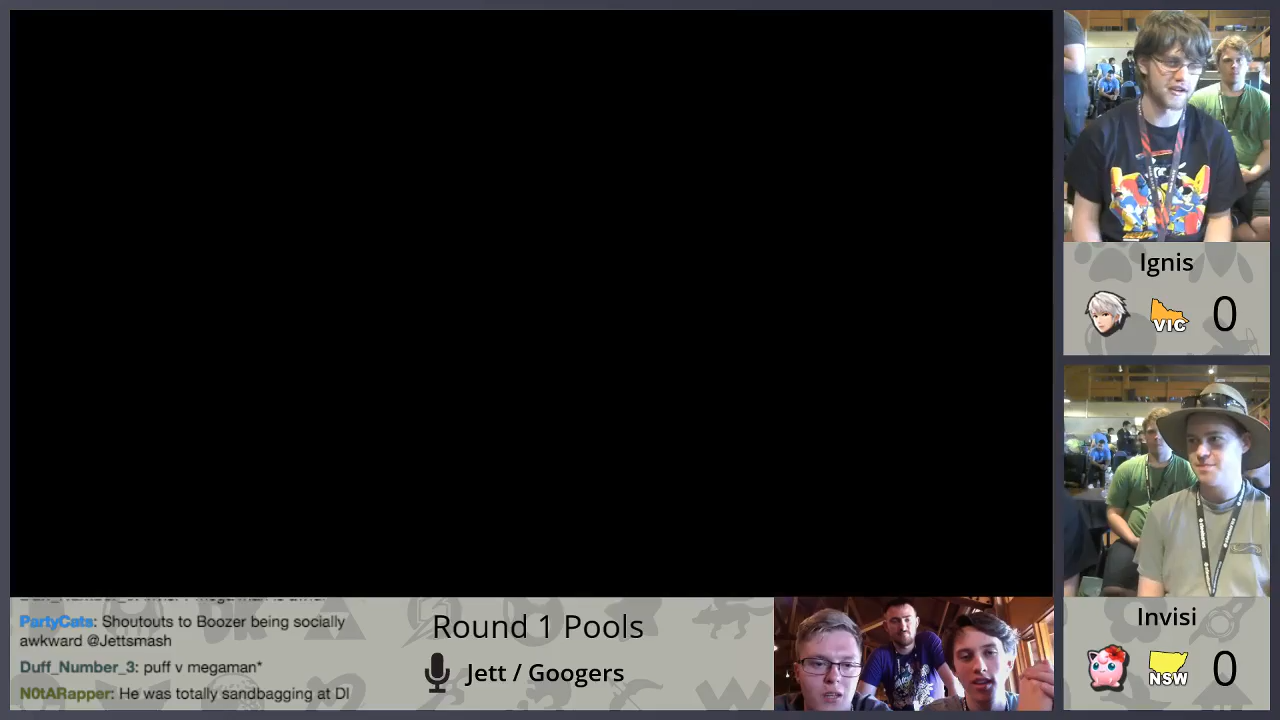 Ignis
VIC 0
Invisi
NSW 0
PartyCats: Shoutouts to Boozer being socially
awkward @Jettsmash
Duff_Number_3: puff v megaman*
N0tARapper: He was totally sandbagging at DI
Round 1 Pools
Jett / Googers